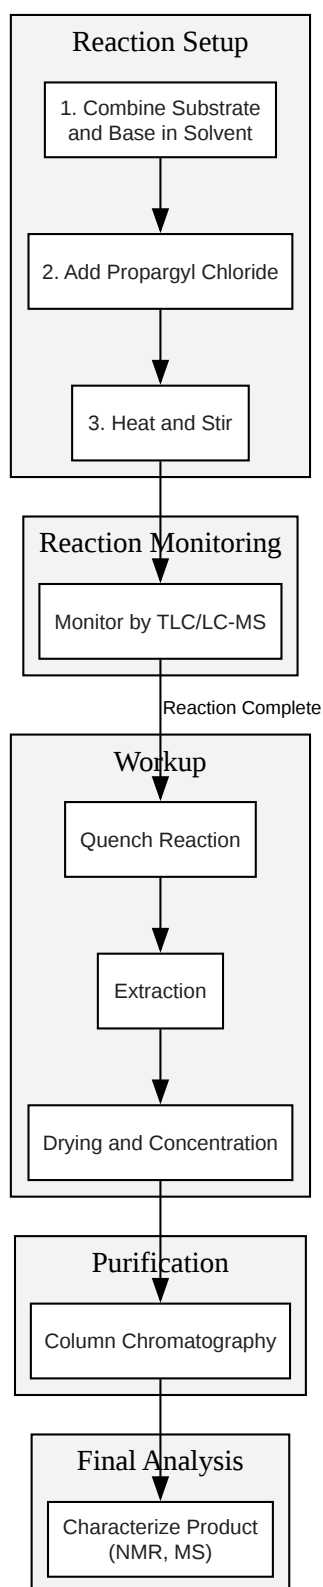 Reaction Setup
1. Combine Substrate
and Base in Solvent
2. Add Propargyl Chloride
3. Heat and Stir
Reaction Monitoring
Monitor by TLC/LC-MS
Reaction Complete
Workup
Quench Reaction
Extraction
Drying and Concentration
Purification
Column Chromatography
Final Analysis
Characterize Product
(NMR, MS)